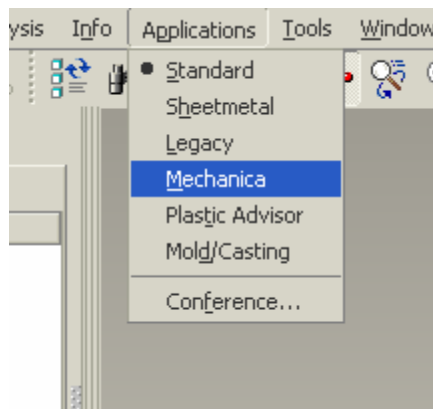 ysis Info Applications Tools Window
Standard
Sheetmetal
Legacy
Mechanica
Plastic Advisor
Mold/Casting
Conference...